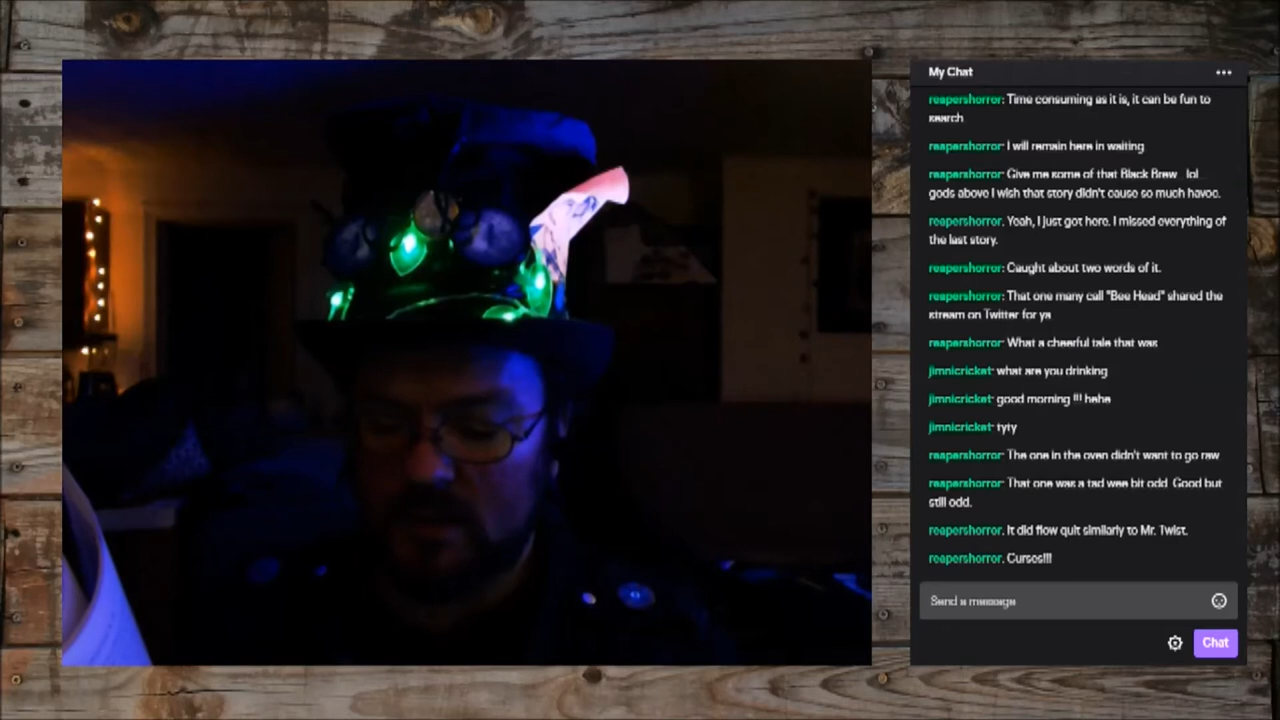 My Chat
reapershorror: Time consuming as it is, it can be fun to
search
reapershorror: I will remain here in waiting
reapershorror: Give me some of that Black Brew...lol...
gods above I wish that story didn't cause so much havoc.
reapershorror: Yeah, I just got here. I missed everything of
the last story.
reapershorror: Caught about two words of it.
reapershorror: That one many call "Bee Head" shared the
stream on Twitter for ya
reapershorror: What a cheerful tale that was
jimnicricket: what are you drinking
jimnicricket: good morning !!! hehe
jimnicricket: tyty
reapershorror: The one in the oven didn't want to go raw
reapershorror: That one was a tad wee bit odd. Good but
still odd.
reapershorror: It did flow quit similarly to Mr. Twist.
reapershorror: Curses!!!
Send a message
Chat